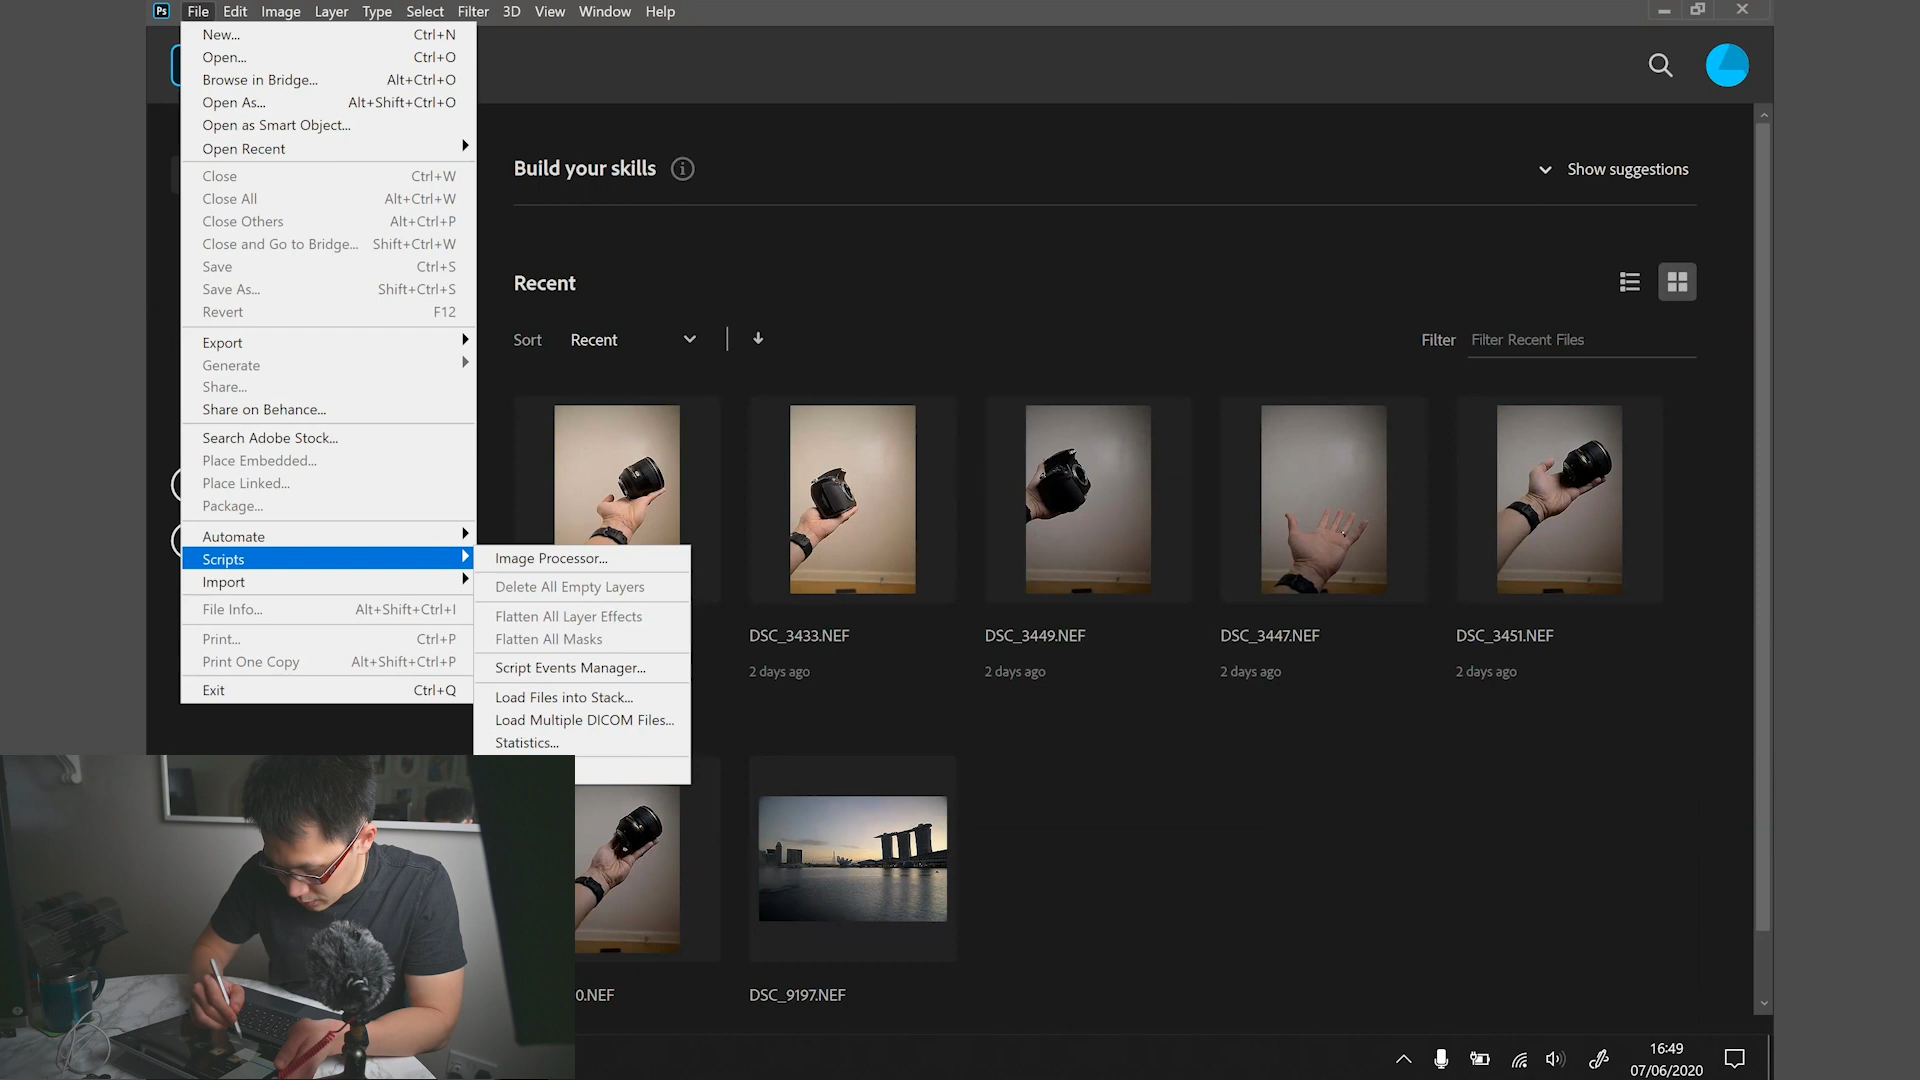 Ps File Edit Image Layer Type Select Filter 3D View Window Help
New... Ctrl+N
Open... Ctrl+O
Browse in Bridge... Alt+Ctrl+O
Open As... Alt+Shift+Ctrl+O
Open as Smart Object...
Open Recent
Close Ctrl+W
Close All Alt+Ctrl+W
Close Others Alt+Ctrl+P
Close and Go to Bridge... Shift+Ctrl+W
Save Ctrl+S
Save As... Shift+Ctrl+S
Revert F12
Export
Generate
Share...
Share on Behance...
Search Adobe Stock...
Place Embedded...
Place Linked...
Package...
Automate
Scripts
Import
File Info... Alt+Shift+Ctrl+I
Print... Ctrl+P
Print One Copy Alt+Shift+Ctrl+P
Exit Ctrl+Q
Image Processor...
Delete All Empty Layers
Flatten All Layer Effects
Flatten All Masks
Script Events Manager...
Load Files into Stack...
Load Multiple DICOM Files...
Statistics...
Build your skills
Show suggestions
Recent
Sort Recent
Filter Filter Recent Files
DSC_3433.NEF DSC_3449.NEF DSC_3447.NEF DSC_3451.NEF
2 days ago 2 days ago 2 days ago 2 days ago
0.NEF DSC_9197.NEF
16:49
07/06/2020